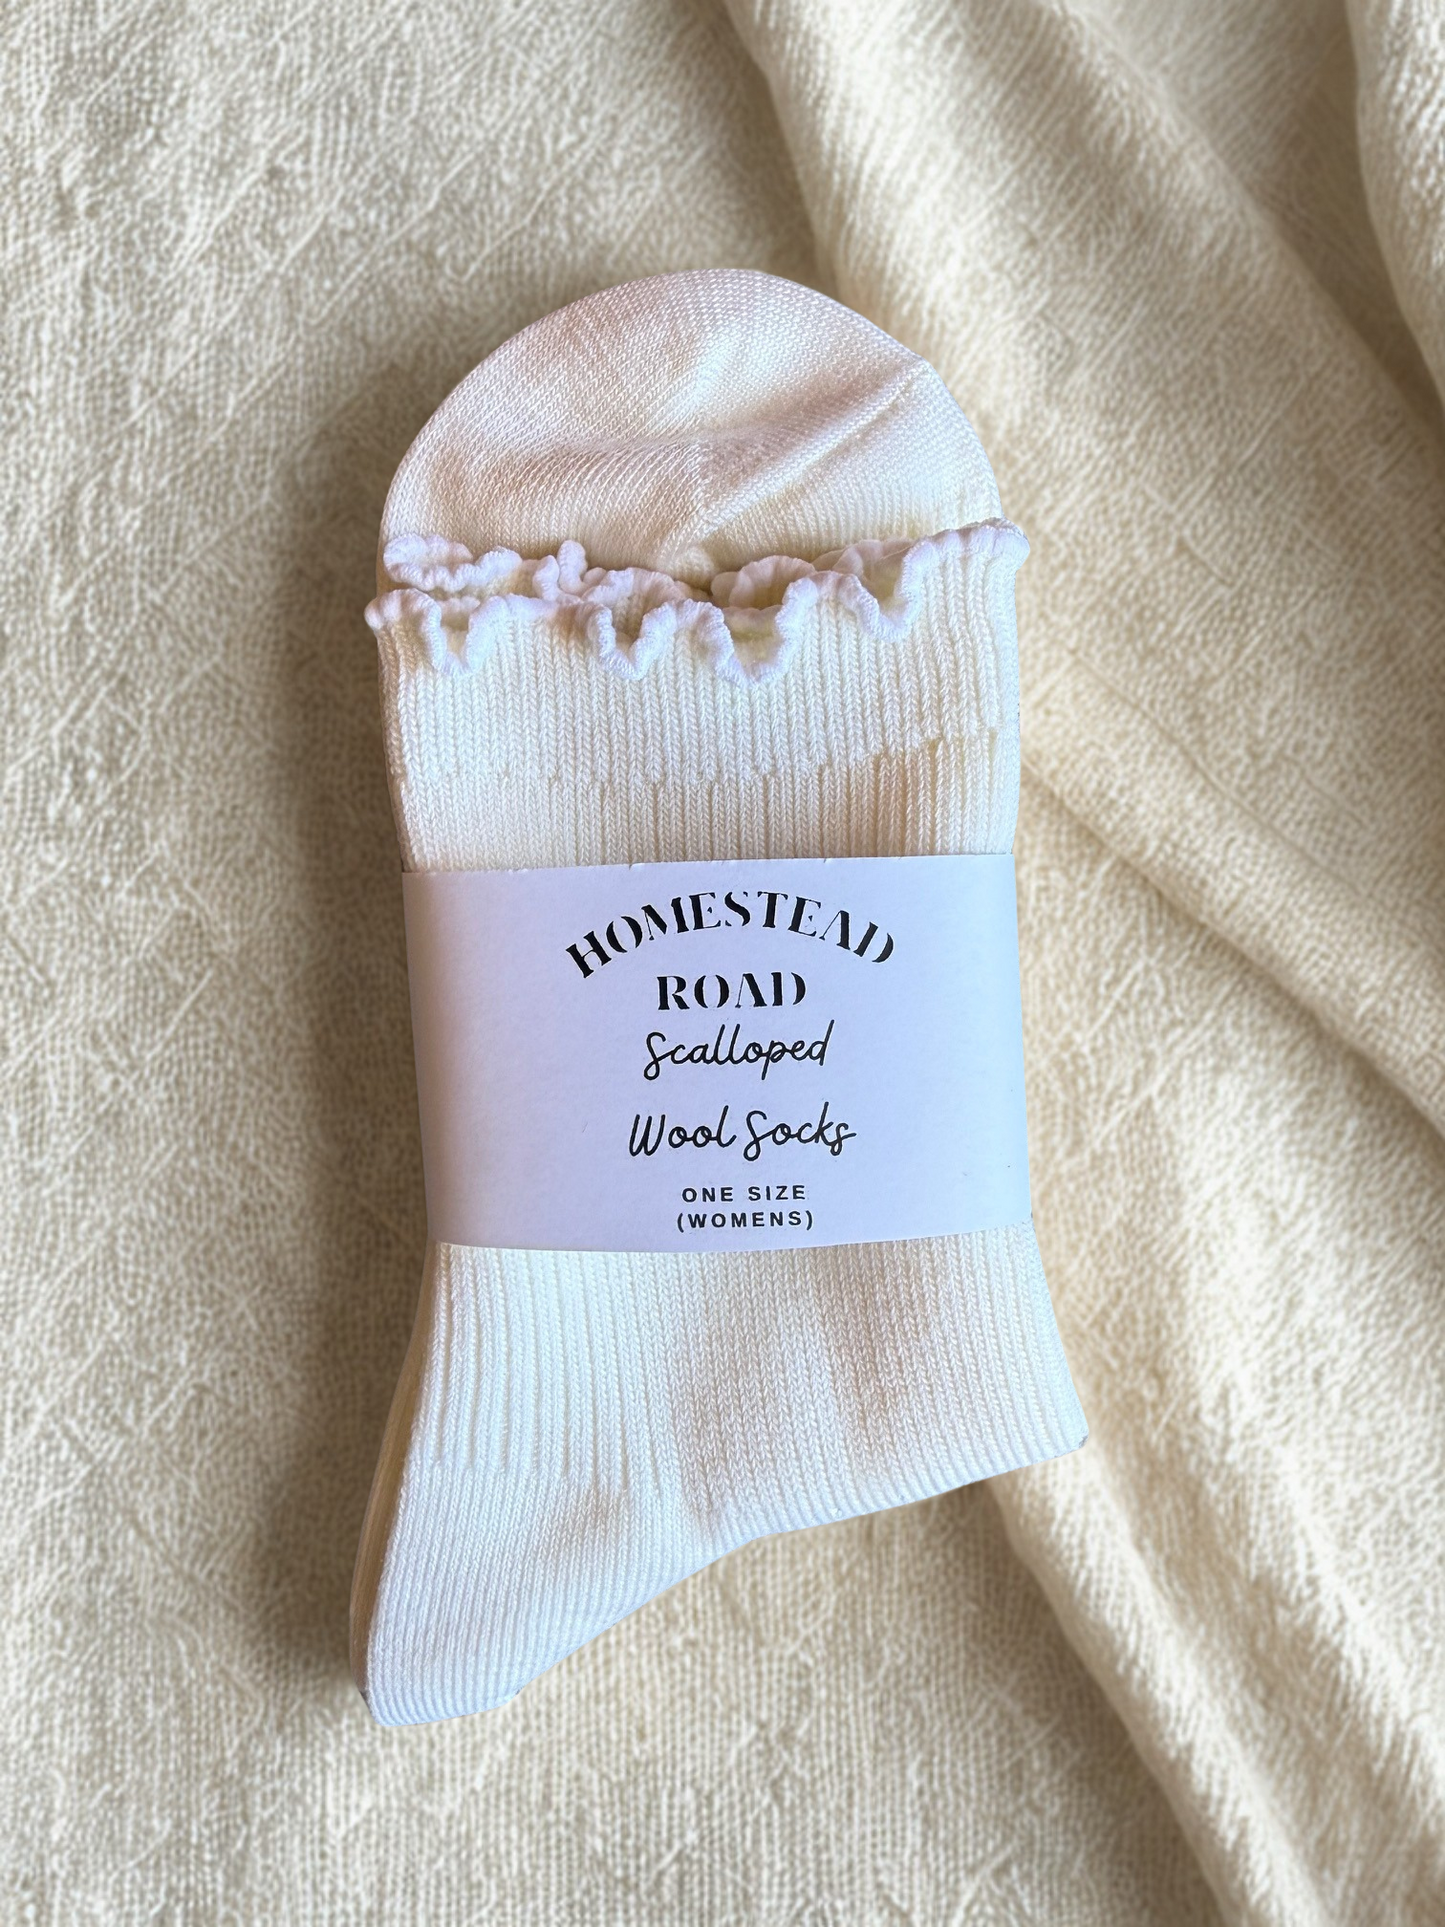 HOMESTEAD
ROAD
Scalloped
Wool Socks
ONE SIZE
(WOMENS)